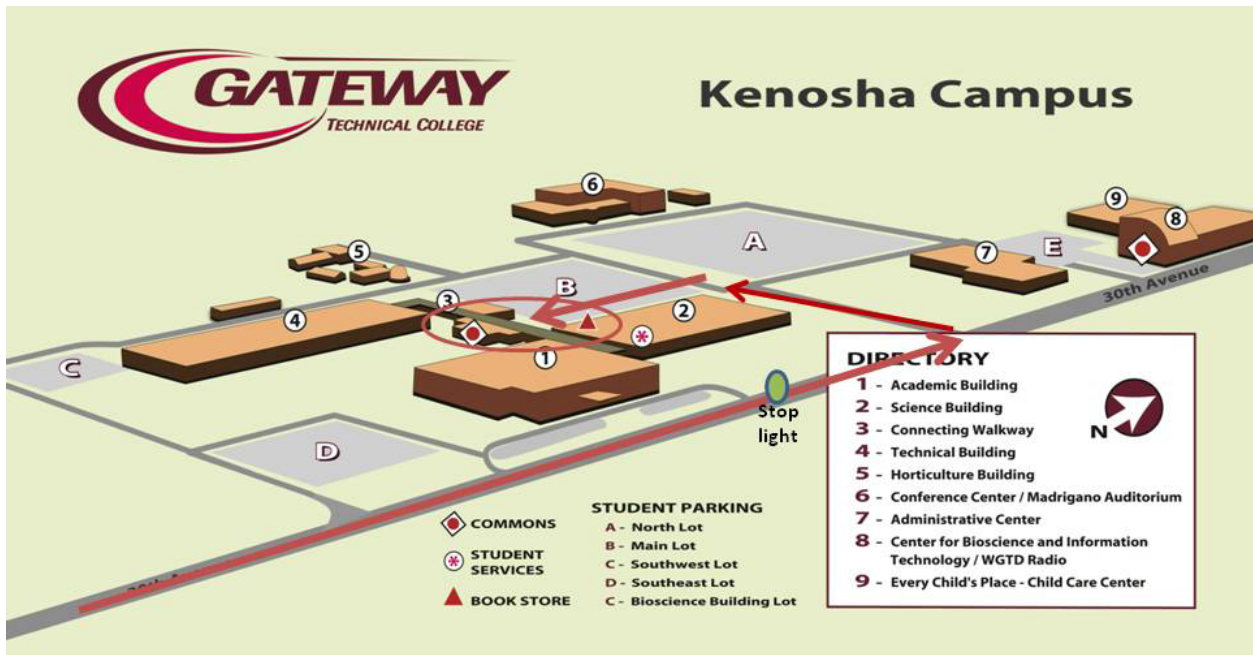 GATEWAY
TECHNICAL COLLEGE
Kenosha Campus
6
9
8
A
E
7
5
30th Avenue
B
3
2
4
1
C
Stop
light
D
DIRECTORY
1 - Academic Building
2 - Science Building
3 - Connecting Walkway
4 - Technical Building
5 - Horticulture Building
6 - Conference Center / Madrigano Auditorium
7 - Administrative Center
8 - Center for Bioscience and Information
Technology / WGTD Radio
9 - Every Child's Place - Child Care Center
N
COMMONS
STUDENT
SERVICES
BOOK STORE
STUDENT PARKING
A - North Lot
B - Main Lot
C - Southwest Lot
D - Southeast Lot
C - Bioscience Building Lot